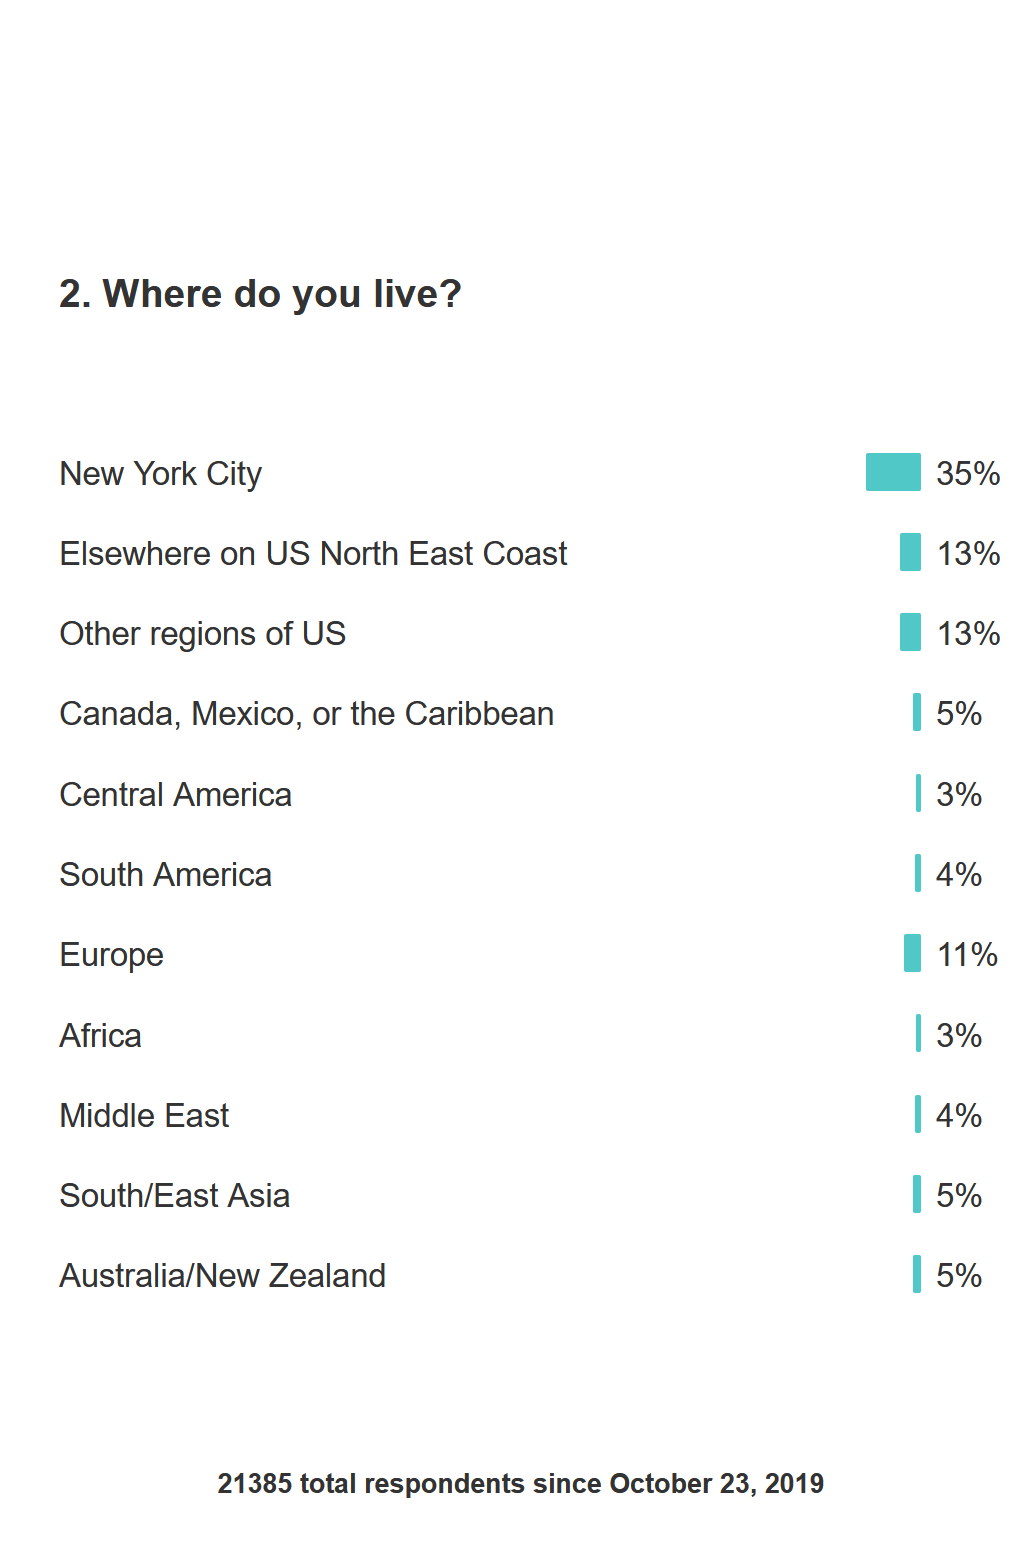 2. Where do you live?
New York City 35%
Elsewhere on US North East Coast 13%
Other regions of US 13%
Canada, Mexico, or the Caribbean 5%
Central America 3%
South America 4%
Europe 11%
Africa 3%
Middle East 4%
South/East Asia 5%
Australia/New Zealand 5%
21385 total respondents since October 23, 2019